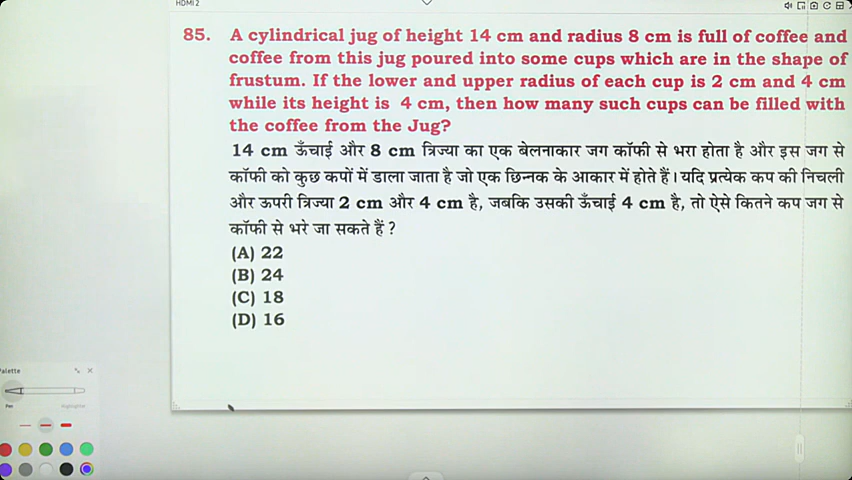 HDMI 2
85. A cylindrical jug of height 14 cm and radius 8 cm is full of coffee and
coffee from this jug poured into some cups which are in the shape of
frustum. If the lower and upper radius of each cup is 2 cm and 4 cm
while its height is 4 cm, then how many such cups can be filled with
the coffee from the Jug?
14 cm ऊँचाई और 8 cm त्रिज्या का एक बेलनाकार जग कॉफी से भरा होता है और इस जग से
कॉफी को कुछ कपों में डाला जाता है जो एक छिन्नक के आकार में होते हैं। यदि प्रत्येक कप की निचली
और ऊपरी त्रिज्या 2 cm और 4 cm है, जबकि उसकी ऊँचाई 4 cm है, तो ऐसे कितने कप जग से
कॉफी से भरे जा सकते हैं ?
(A) 22
(B) 24
(C) 18
(D) 16
Palette
Pen Highlighter